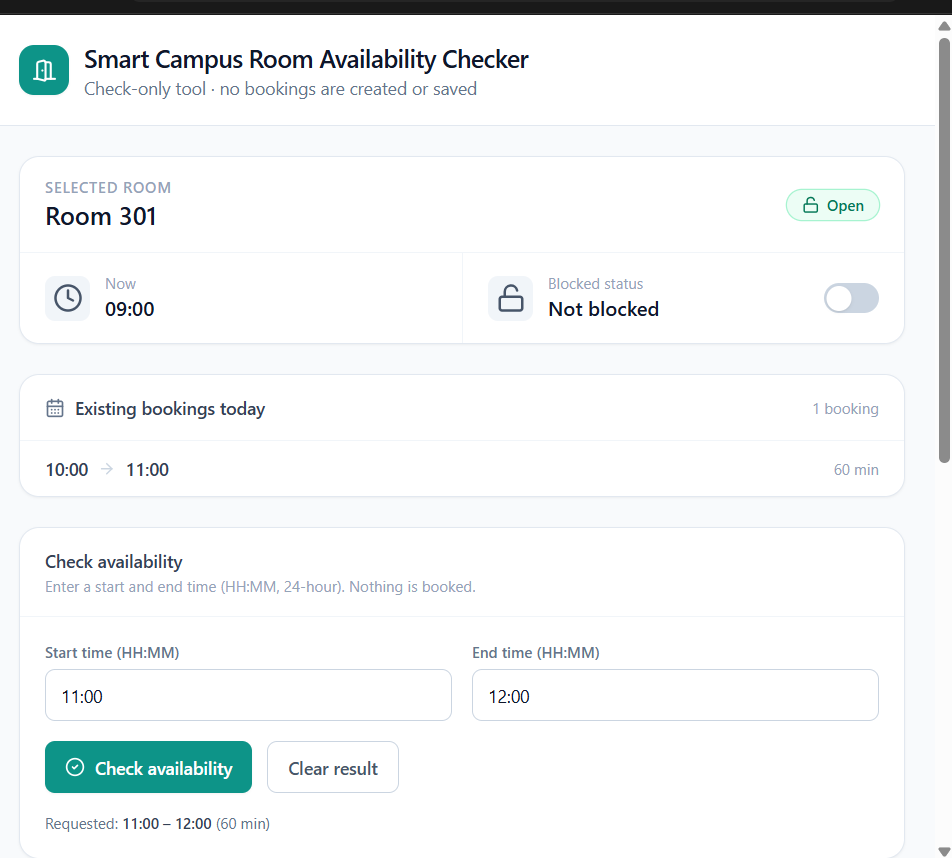 Smart Campus Room Availability Checker
Check-only tool · no bookings are created or saved
SELECTED ROOM
Room 301
Open
Now
09:00
Blocked status
Not blocked
Existing bookings today
1 booking
10:00 → 11:00
60 min
Check availability
Enter a start and end time (HH:MM, 24-hour). Nothing is booked.
Start time (HH:MM)
End time (HH:MM)
11:00
12:00
Check availability
Clear result
Requested: 11:00 – 12:00 (60 min)